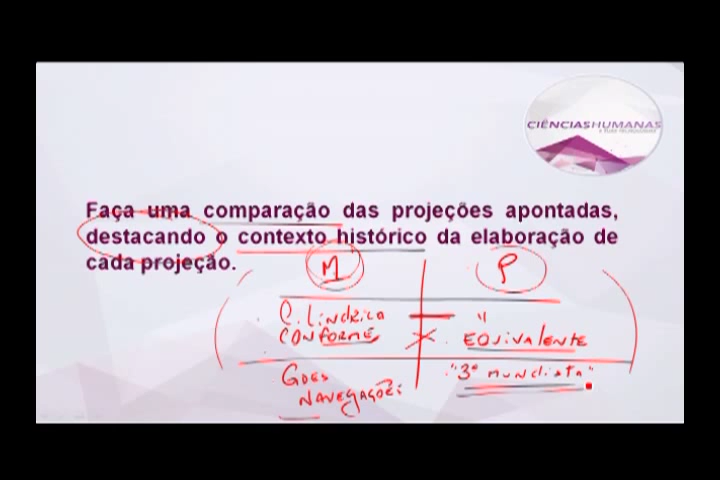 CIÊNCIASHUMANAS
Faça uma comparação das projeções apontadas,
destacando o contexto histórico da elaboração de
cada projeção.
M P
Cilíndrica "
CONFORME X EQUIVALENTE
GDES "3º mundista"
NAVEGAÇÕES